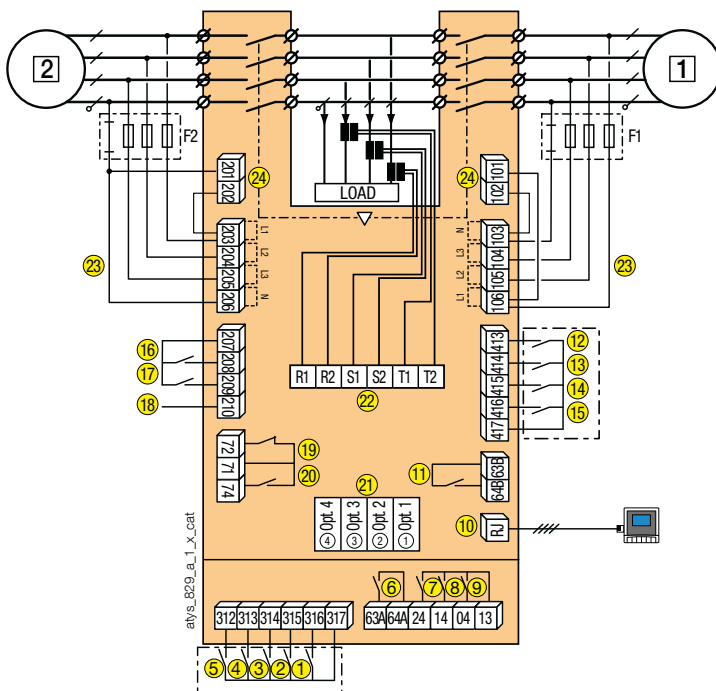 2
1
F2
F1
201
202
24
24
101
102
LOAD
203
204
205
206
L1
L2
L3
N
N
L3
L2
L1
103
104
105
106
23
23
207
208
209
210
16
17
18
R1 R2 S1 S2 T1 T2
22
413
414
415
416
417
12
13
14
15
72
71
74
19
20
11
63B
64B
21
Opt 4 ④
Opt 3 ③
Opt 2 ②
Opt 1 ①
10
RJ
atys_829_a_1_x_cat
6 7 8 9
312 313 314 315 316 317
63A 64A 24 14 04 13
5 4 3 2 1